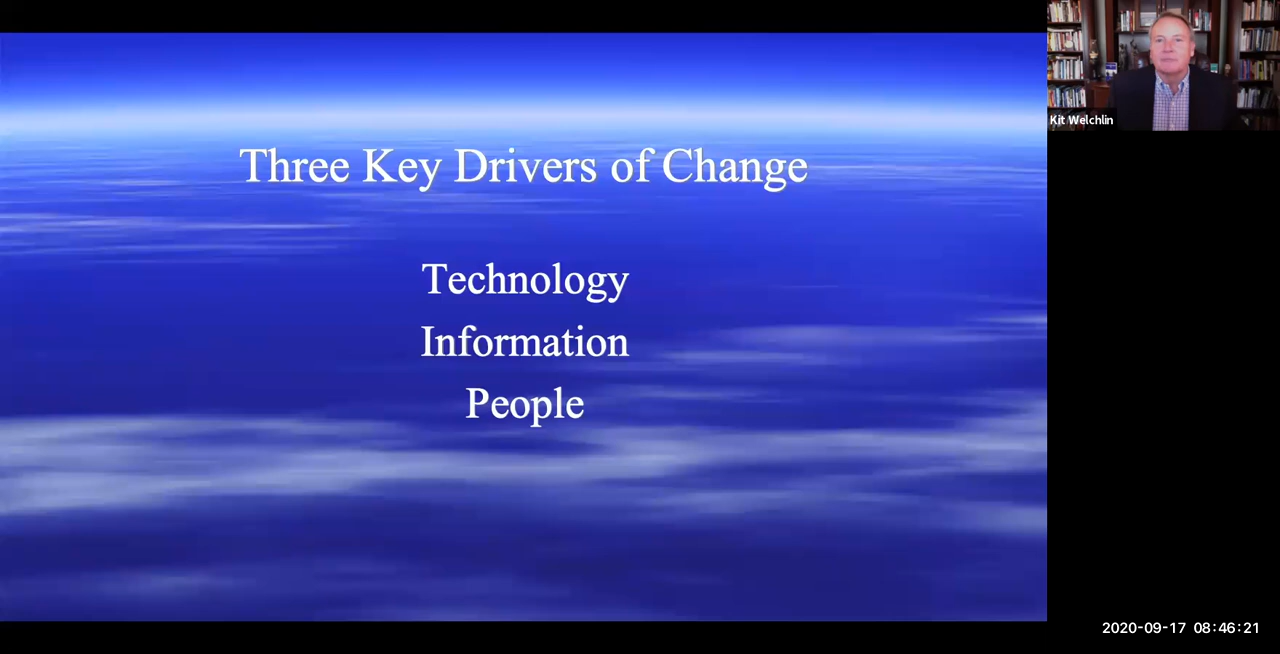 Three Key Drivers of Change
Technology
Information
People
Kit Welchlin
2020-09-17 08:46:21